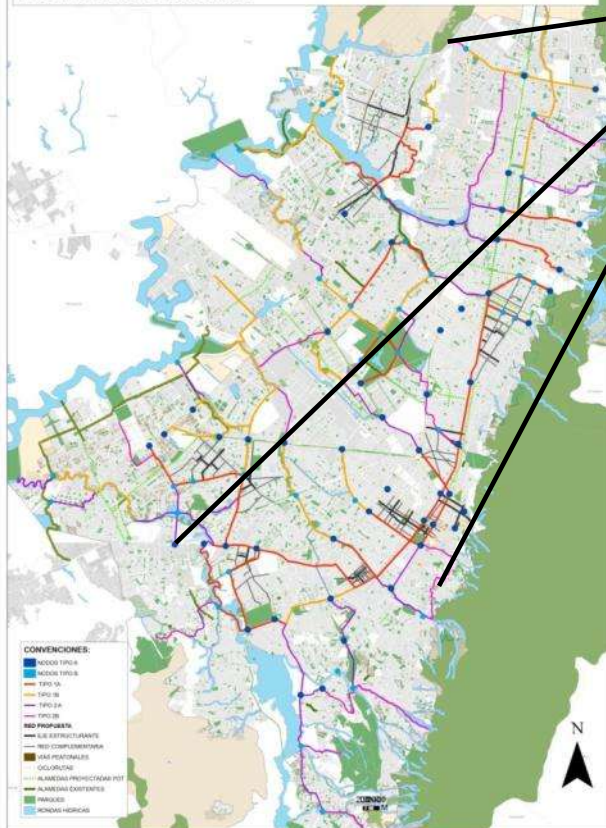 CONVENCIONES:
NODOS TIPO A
NODOS TIPO B
TIPO 1A
TIPO 1B
TIPO 2A
TIPO 2B
RED PROPUESTA
EJE ESTRUCTURANTE
RED COMPLEMENTARIA
VIAS PEATONALES
CICLORUTAS
ALAMEDAS PROYECTADAS POT
ALAMEDAS EXISTENTES
PARQUES
RONDAS HIDRICAS
N